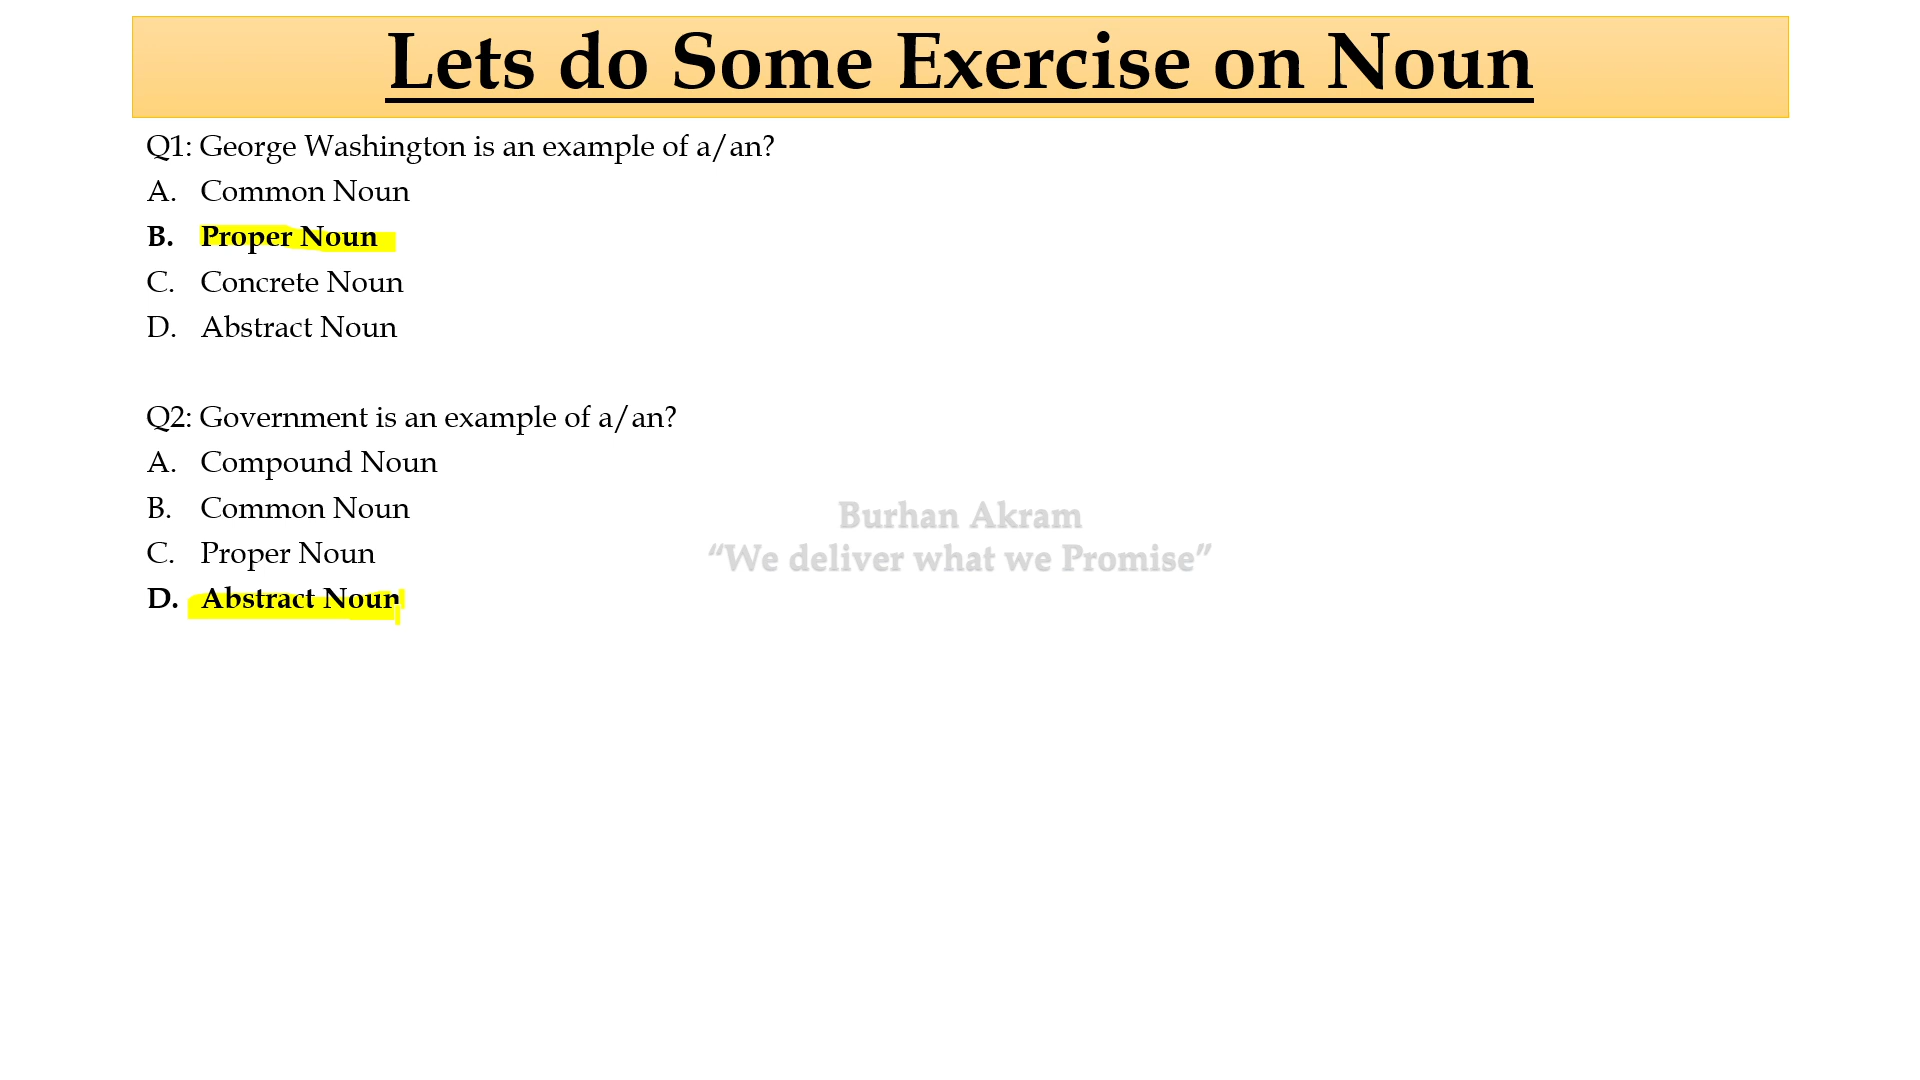 Lets do Some Exercise on Noun
Q1: George Washington is an example of a/an?
A. Common Noun
B. Proper Noun
C. Concrete Noun
D. Abstract Noun
Q2: Government is an example of a/an?
A. Compound Noun
B. Common Noun
C. Proper Noun
D. Abstract Noun
Burhan Akram
“We deliver what we Promise”